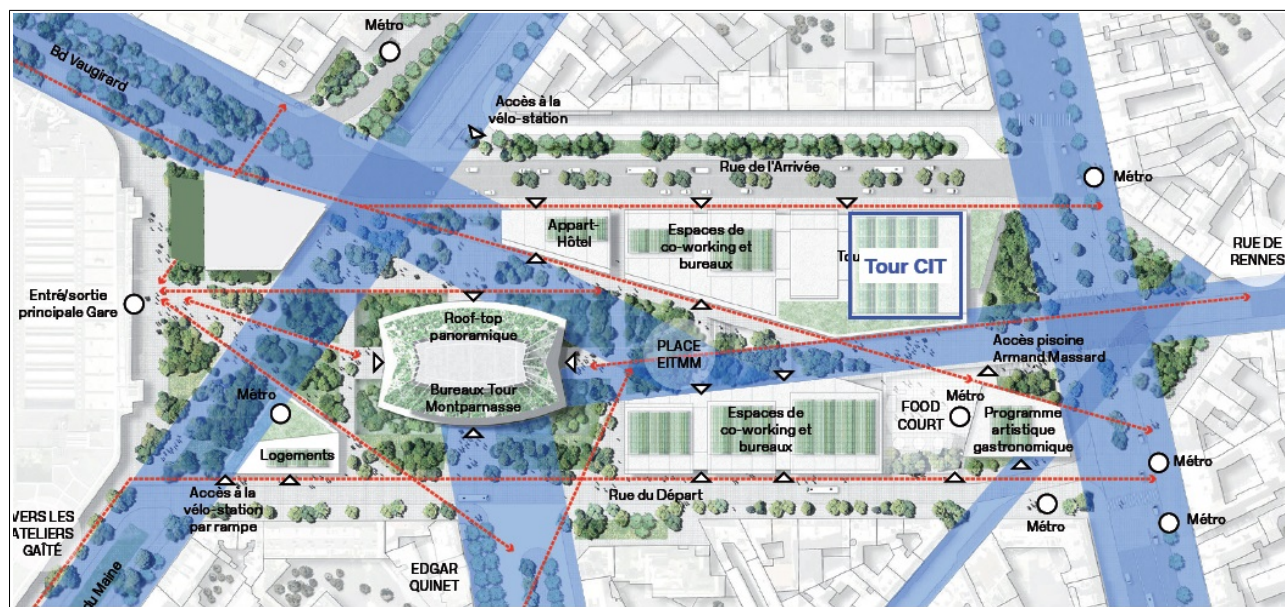 Métro
Bd Vaugirard
Accès à la
vélo-station
Rue de l'Arrivée
Métro
Appart-
Hôtel
Espaces de
co-working et
bureaux
Tou
Tour CIT
RUE DE
RENNES
Entré/sortie
principale Gare
Roof-top
panoramique
PLACE
EITMM
Accès piscine
Armand Massard
Bureaux Tour
Montparnasse
Métro
Métro
FOOD
COURT
Espaces de
co-working et
bureaux
Programme
artistique
gastronomique
Logements
Métro
Rue du Départ
Accès à la
vélo-station
par rampe
Métro
Métro
VERS LES
ATELIERS
GAÎTÉ
EDGAR
QUINET
du Maine